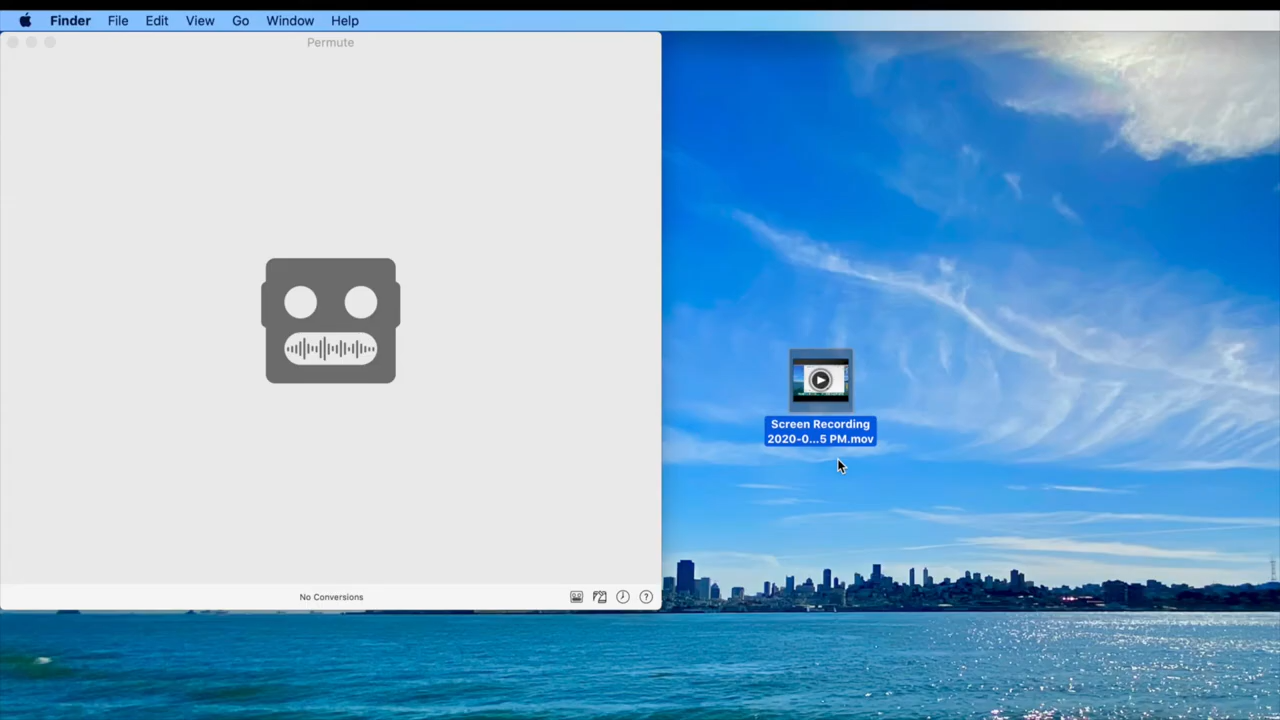 Finder File Edit View Go Window Help
Permute
Screen Recording
2020-0...5 PM.mov
No Conversions
?